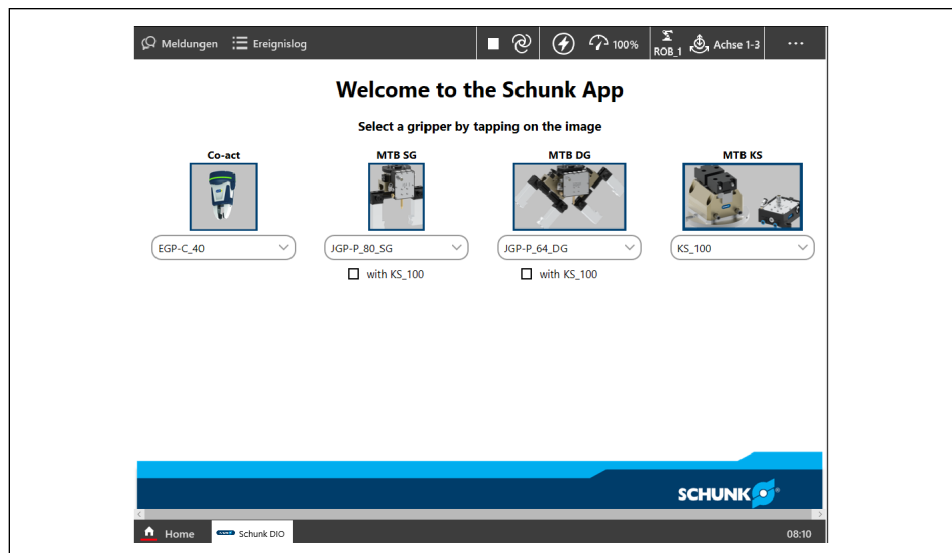 Meldungen Ereignislog 100% ROB_1 Achse 1-3 ...
Welcome to the Schunk App
Select a gripper by tapping on the image
Co-act MTB SG MTB DG MTB KS
EGP-C_40 JGP-P_80_SG JGP-P_64_DG KS_100
with KS_100 with KS_100
SCHUNK
Home Schunk DIO 08:10